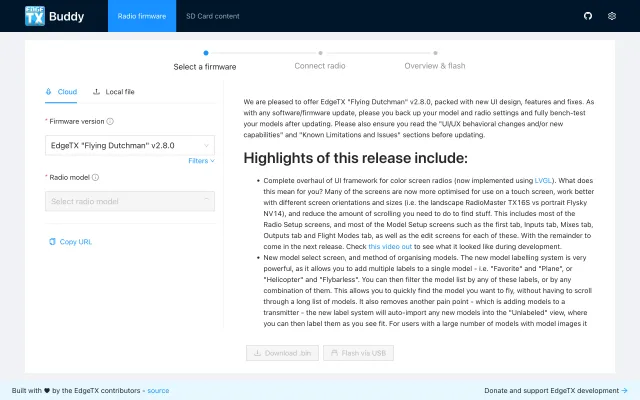 EDGE
TX Buddy
Radio firmware
SD Card content
Select a firmware
Connect radio
Overview & flash
Cloud
Local file
* Firmware version
EdgeTX "Flying Dutchman" v2.8.0
Filters
* Radio model
Select radio model
Copy URL
We are pleased to offer EdgeTX "Flying Dutchman" v2.8.0, packed with new UI design, features and fixes. As
with any software/firmware update, please you back up your model and radio settings and fully bench-test
your models after updating. Please also ensure you read the "UI/UX behavioral changes and/or new
capabilities" and "Known Limitations and Issues" sections before updating.
Highlights of this release include:
• Complete overhaul of UI framework for color screen radios (now implemented using LVGL). What does
this mean for you? Many of the screens are now more optimised for use on a touch screen, work better
with different screen orientations and sizes (i.e. the landscape RadioMaster TX16S vs portrait Flysky
NV14), and reduce the amount of scrolling you need to do to find stuff. This includes most of the
Radio Setup screens, and most of the Model Setup screens such as the first tab, Inputs tab, Mixes tab,
Outputs tab and Flight Modes tab, as well as the edit screens for each of these. With the remainder to
come in the next release. Check this video out to see what it looked like during development.
• New model select screen, and method of organising models. The new model labelling system is very
powerful, as it allows you to add multiple labels to a single model - i.e. "Favorite" and "Plane", or
"Helicopter" and "Flybarless". You can then filter the model list by any of these labels, or by any
combination of them. This allows you to quickly find the model you want to fly, without having to scroll
through a long list of models. It also removes another pain point - which is adding models to a
transmitter - the new label system will auto-import any new models into the "Unlabeled" view, where
you can then label them as you see fit. For users with a large number of models with model images it
Download .bin
Flash via USB
Built with ♥ by the EdgeTX contributors • source
Donate and support EdgeTX development →